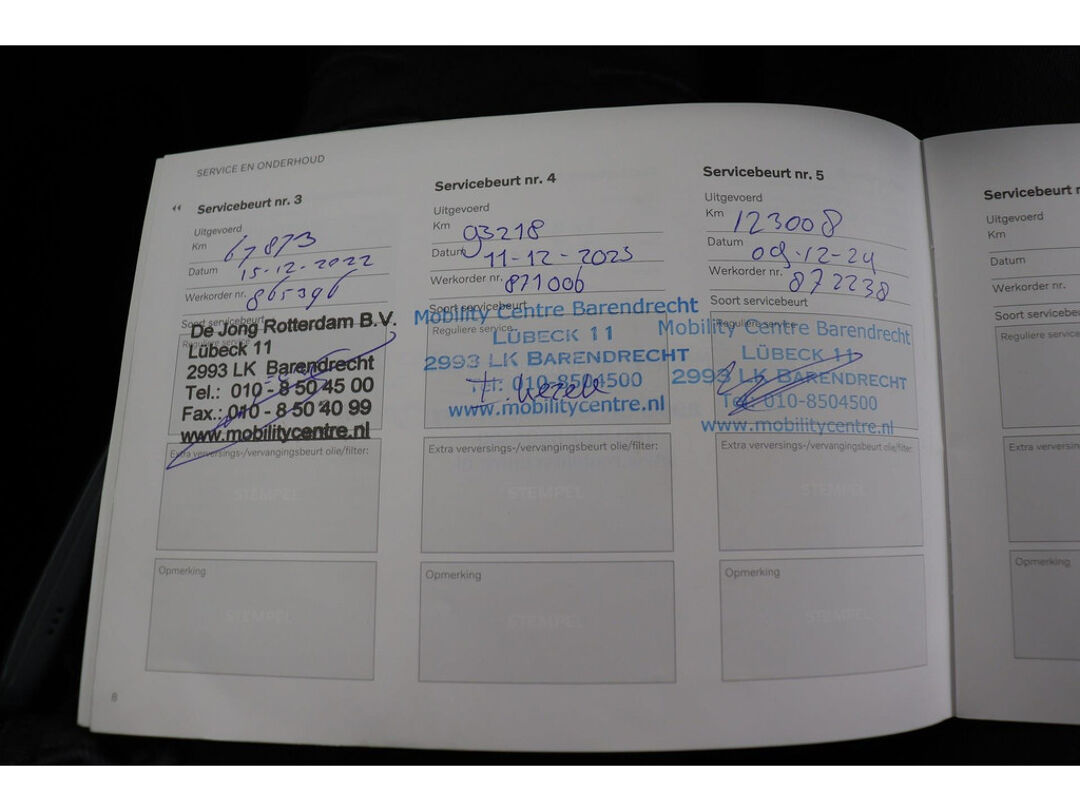 SERVICE EN ONDERHOUD
Servicebeurt nr. 3
Uitgevoerd
Km 67873
Datum 15-12-2022
Werkorder nr. 865396
Soort servicebeurt
Reguliere service
De Jong Rotterdam B.V.
Lübeck 11
2993 LK Barendrecht
Tel.: 010 - 8 50 45 00
Fax.: 010 - 8 50 40 99
www.mobilitycentre.nl
Extra verversings-/vervangingsbeurt olie/filter:
STEMPEL
Opmerking
STEMPEL
8
Servicebeurt nr. 4
Uitgevoerd
Km 93218
Datum 11-12-2023
Werkorder nr. 871006
Soort servicebeurt
Reguliere service
Mobility Centre Barendrecht
LÜBECK 11
2993 LK BARENDRECHT
Tel: 010-8504500
www.mobilitycentre.nl
Extra verversings-/vervangingsbeurt olie/filter:
STEMPEL
Opmerking
STEMPEL
Servicebeurt nr. 5
Uitgevoerd
Km 123008
Datum 09-12-24
Werkorder nr. 872238
Soort servicebeurt
Reguliere service
Mobility Centre Barendrecht
LÜBECK 11
2993 LK BARENDRECHT
Tel: 010-8504500
www.mobilitycentre.nl
Extra verversings-/vervangingsbeurt olie/filter:
STEMPEL
Opmerking
STEMPEL
Servicebeurt
Uitgevoerd
Km
Datum
Werkorder nr.
Soort
Reguliere service
Extra
Opmerking